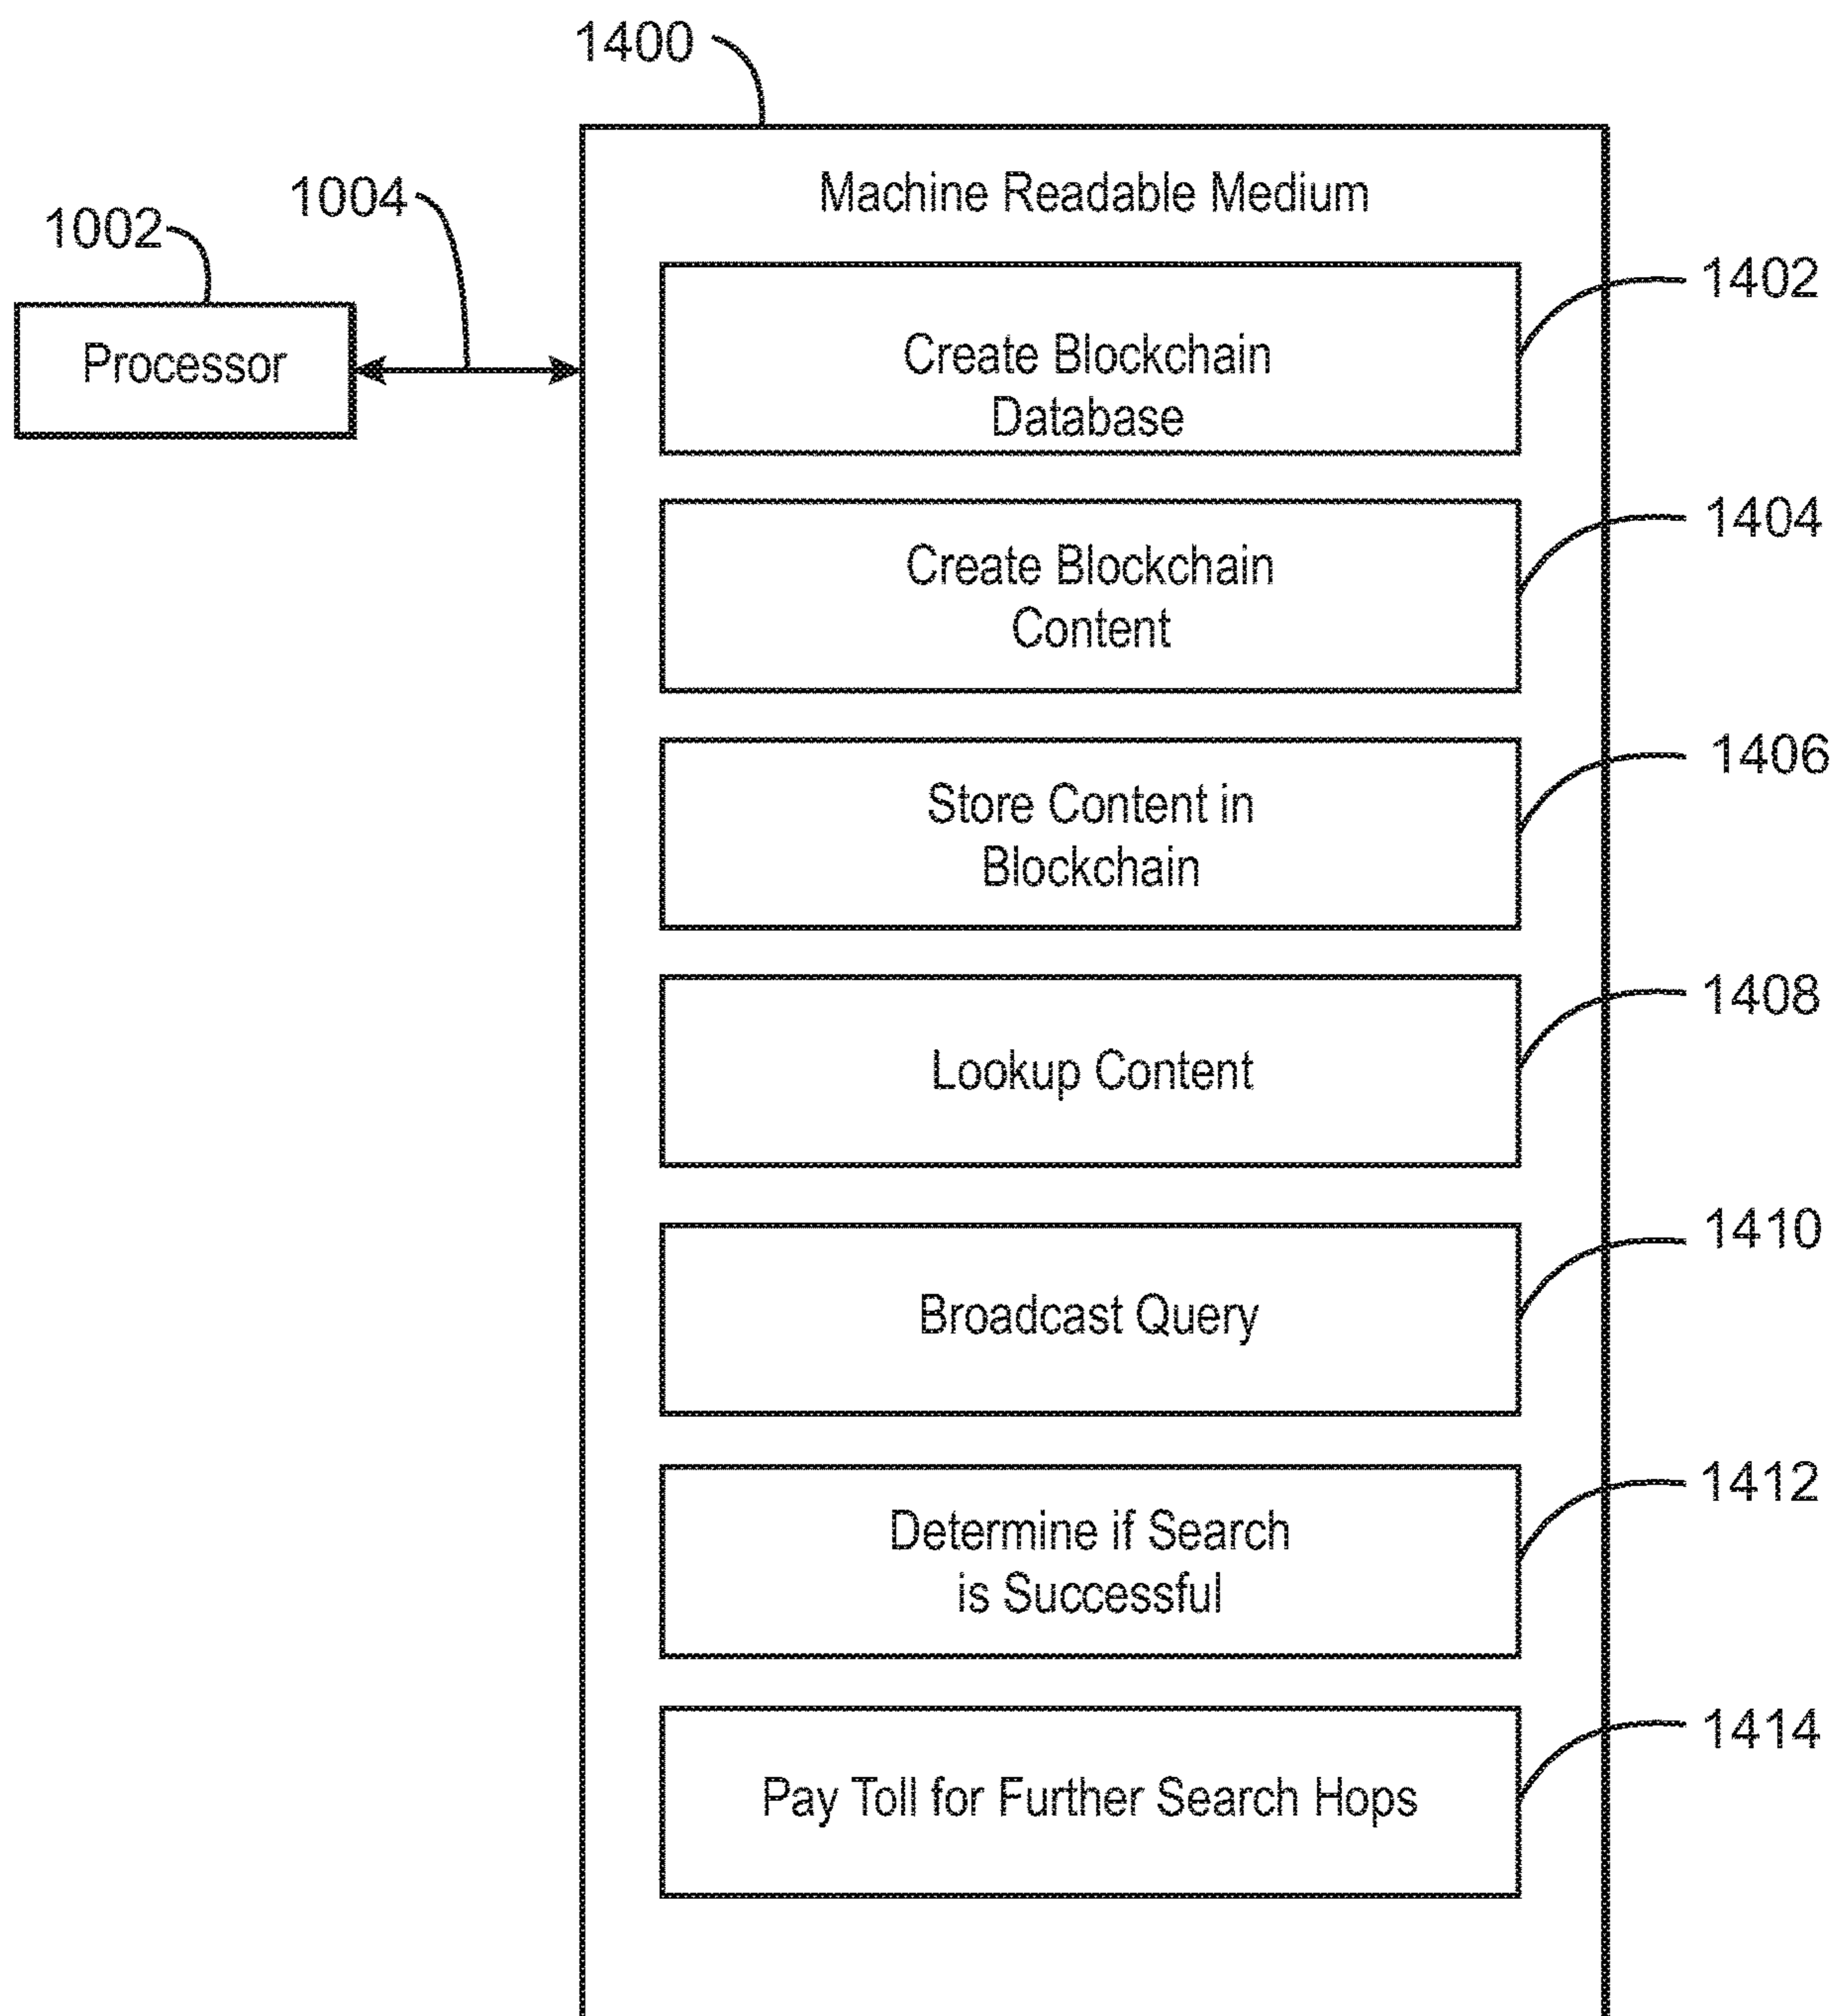 1400
Machine Readable Medium
1004
1002
Processor
1402
Create Blockchain
Database
1404
Create Blockchain
Content
1406
Store Content in
Blockchain
1408
Lookup Content
1410
Broadcast Query
1412
Determine if Search
is Successful
1414
Pay Toll for Further Search Hops